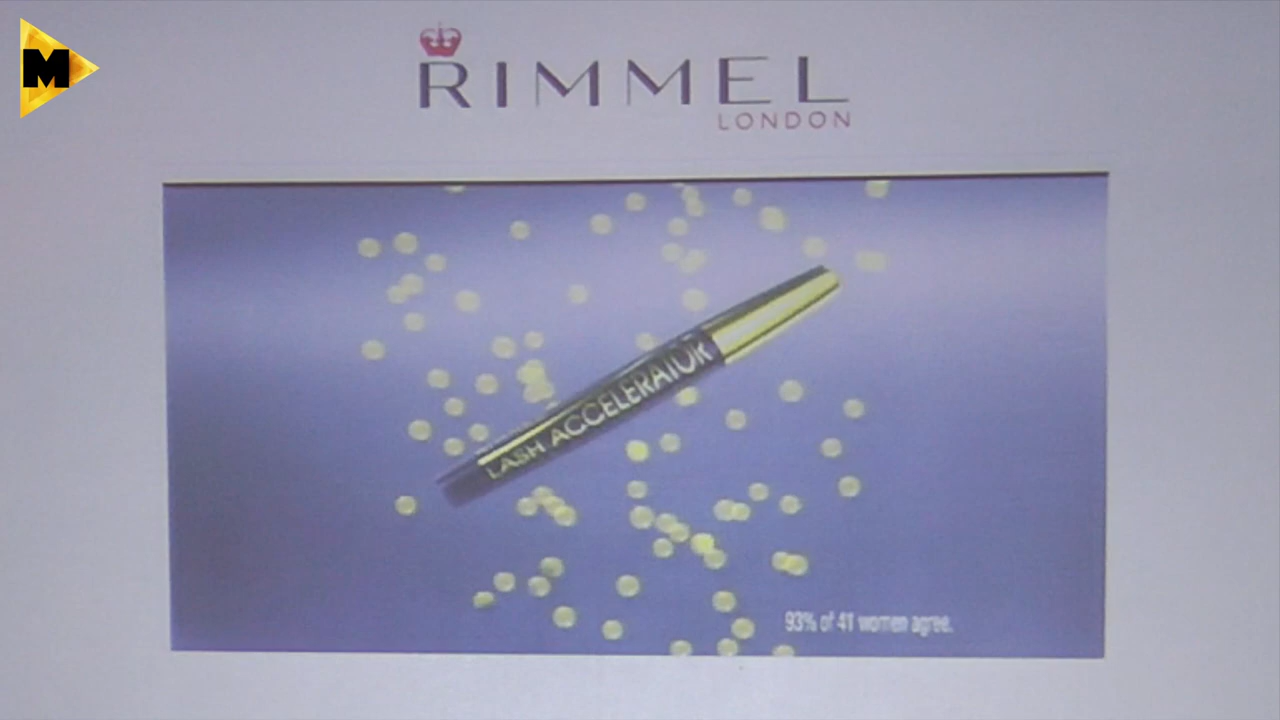 M
RIMMEL
LONDON
LASH ACCELERATOR
93% of 41 women agree.